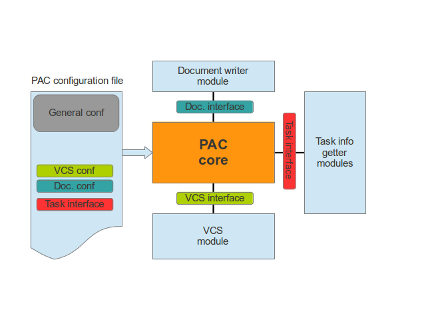 Document writer
module
PAC configuration file
Doc. interface
General conf
PAC
core
Task interface
Task info
getter
modules
VCS conf
Doc. conf
Task interface
VCS interface
VCS
module